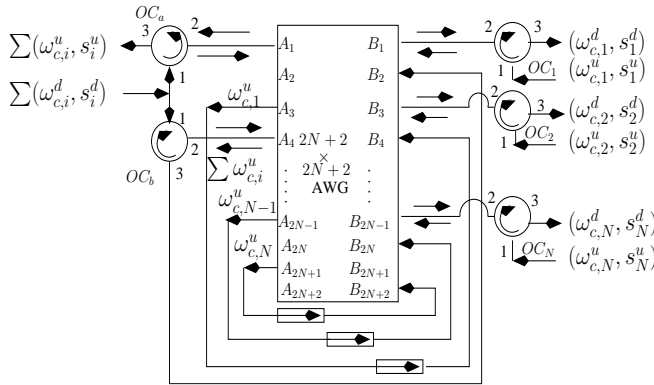 OC_a
3 2 1
∑(ω^u_{c,i}, s^u_i)
∑(ω^d_{c,i}, s^d_i)
1 2 3
OC_b
ω^u_{c,1}
∑ω^u_{c,i}
ω^u_{c,N−1}
ω^u_{c,N}
A_1 B_1
A_2 B_2
A_3 B_3
A_4 2N + 2 B_4
×
2N + 2
AWG
A_{2N−1} B_{2N−1}
A_{2N} B_{2N}
A_{2N+1} B_{2N+1}
A_{2N+2} B_{2N+2}
2 3 (ω^d_{c,1}, s^d_1)
1 OC_1 (ω^u_{c,1}, s^u_1)
2 3 (ω^d_{c,2}, s^d_2)
1 OC_2 (ω^u_{c,2}, s^u_2)
2 3 (ω^d_{c,N}, s^d_N)
1 OC_N (ω^u_{c,N}, s^u_N)